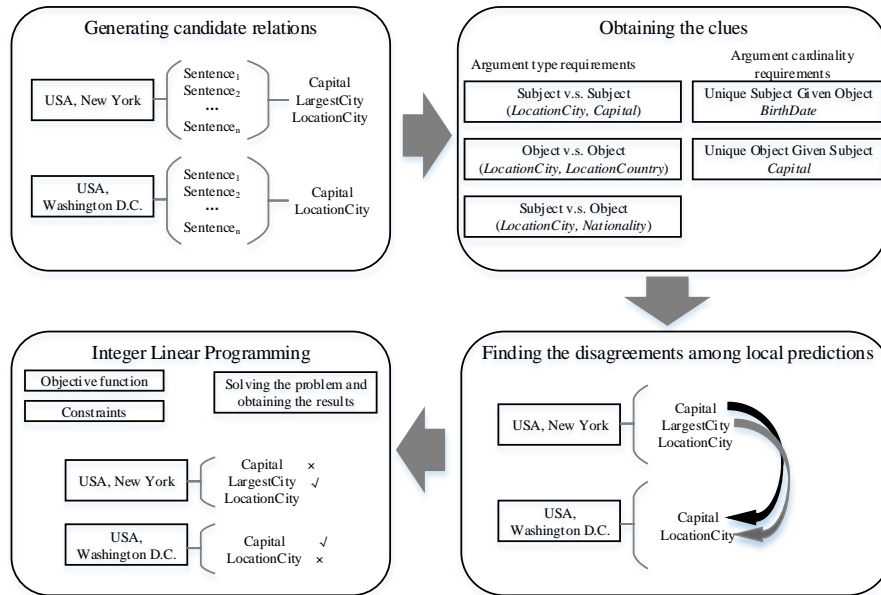 Generating candidate relations
USA, New York
Sentence1
Sentence2
...
Sentencen
Capital
LargestCity
LocationCity
USA,
Washington D.C.
Sentence1
Sentence2
...
Sentencen
Capital
LocationCity
Obtaining the clues
Argument type requirements
Argument cardinality
requirements
Subject v.s. Subject
(LocationCity, Capital)
Unique Subject Given Object
BirthDate
Object v.s. Object
(LocationCity, LocationCountry)
Unique Object Given Subject
Capital
Subject v.s. Object
(LocationCity, Nationality)
Integer Linear Programming
Objective function
Constraints
Solving the problem and
obtaining the results
USA, New York
Capital ×
LargestCity √
LocationCity
USA,
Washington D.C.
Capital √
LocationCity ×
Finding the disagreements among local predictions
USA, New York
Capital
LargestCity
LocationCity
USA,
Washington D.C.
Capital
LocationCity